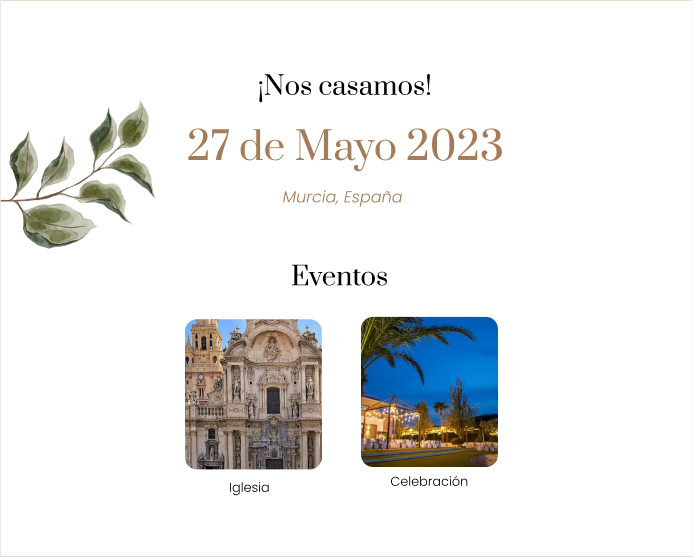 ¡Nos casamos!
27 de Mayo 2023
Murcia, España
Eventos
Iglesia
Celebración